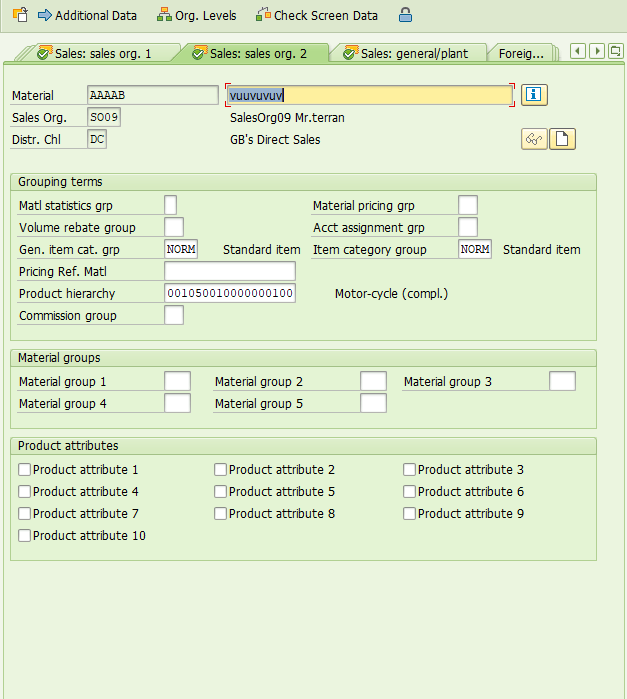 Additional Data Org. Levels Check Screen Data
Sales: sales org. 1 Sales: sales org. 2 Sales: general/plant Foreig...
Material AAAAB vuuvuvuv
Sales Org. SO09 SalesOrg09 Mr.terran
Distr. Chl DC GB's Direct Sales
Grouping terms
Matl statistics grp Material pricing grp
Volume rebate group Acct assignment grp
Gen. item cat. grp NORM Standard item Item category group NORM Standard item
Pricing Ref. Matl
Product hierarchy 001050010000000100 Motor-cycle (compl.)
Commission group
Material groups
Material group 1 Material group 2 Material group 3
Material group 4 Material group 5
Product attributes
Product attribute 1 Product attribute 2 Product attribute 3
Product attribute 4 Product attribute 5 Product attribute 6
Product attribute 7 Product attribute 8 Product attribute 9
Product attribute 10